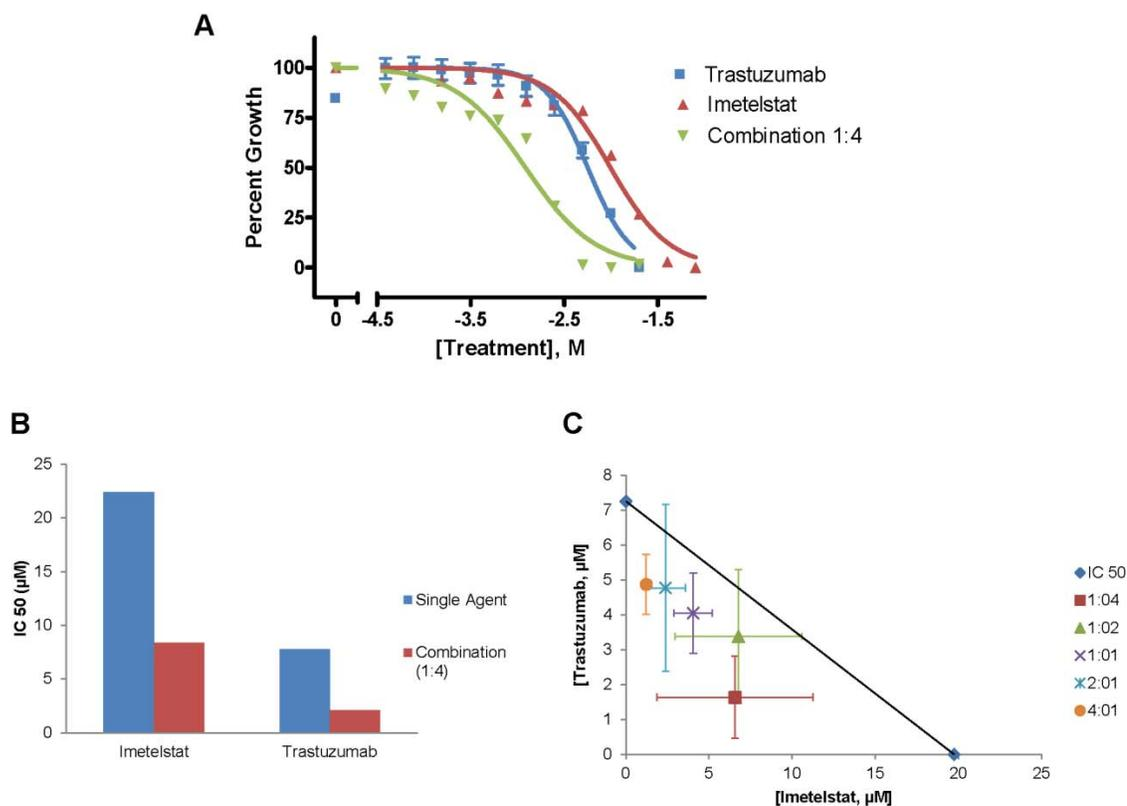 A
100
75
50
25
0
Percent Growth
0 -4.5 -3.5 -2.5 -1.5
[Treatment], M
Trastuzumab
Imetelstat
Combination 1:4
B
25
20
15
10
5
0
IC 50 (µM)
Imetelstat Trastuzumab
Single Agent
Combination
(1:4)
C
8
7
6
5
4
3
2
1
0
[Trastuzumab, µM]
0 5 10 15 20 25
[Imetelstat, µM]
IC 50
1:04
1:02
1:01
2:01
4:01